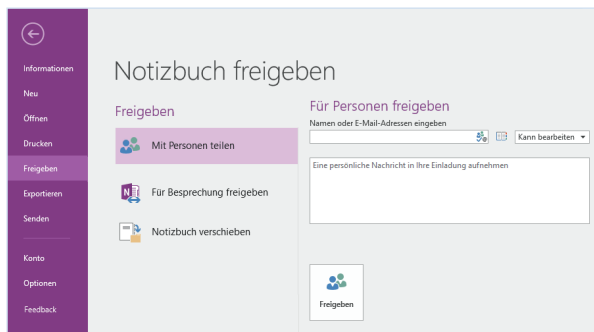 Informationen
Neu
Öffnen
Drucken
Freigeben
Exportieren
Senden
Konto
Optionen
Feedback
Notizbuch freigeben
Freigeben
Mit Personen teilen
Für Besprechung freigeben
Notizbuch verschieben
Für Personen freigeben
Namen oder E-Mail-Adressen eingeben
Kann bearbeiten
Eine persönliche Nachricht in Ihre Einladung aufnehmen
Freigeben